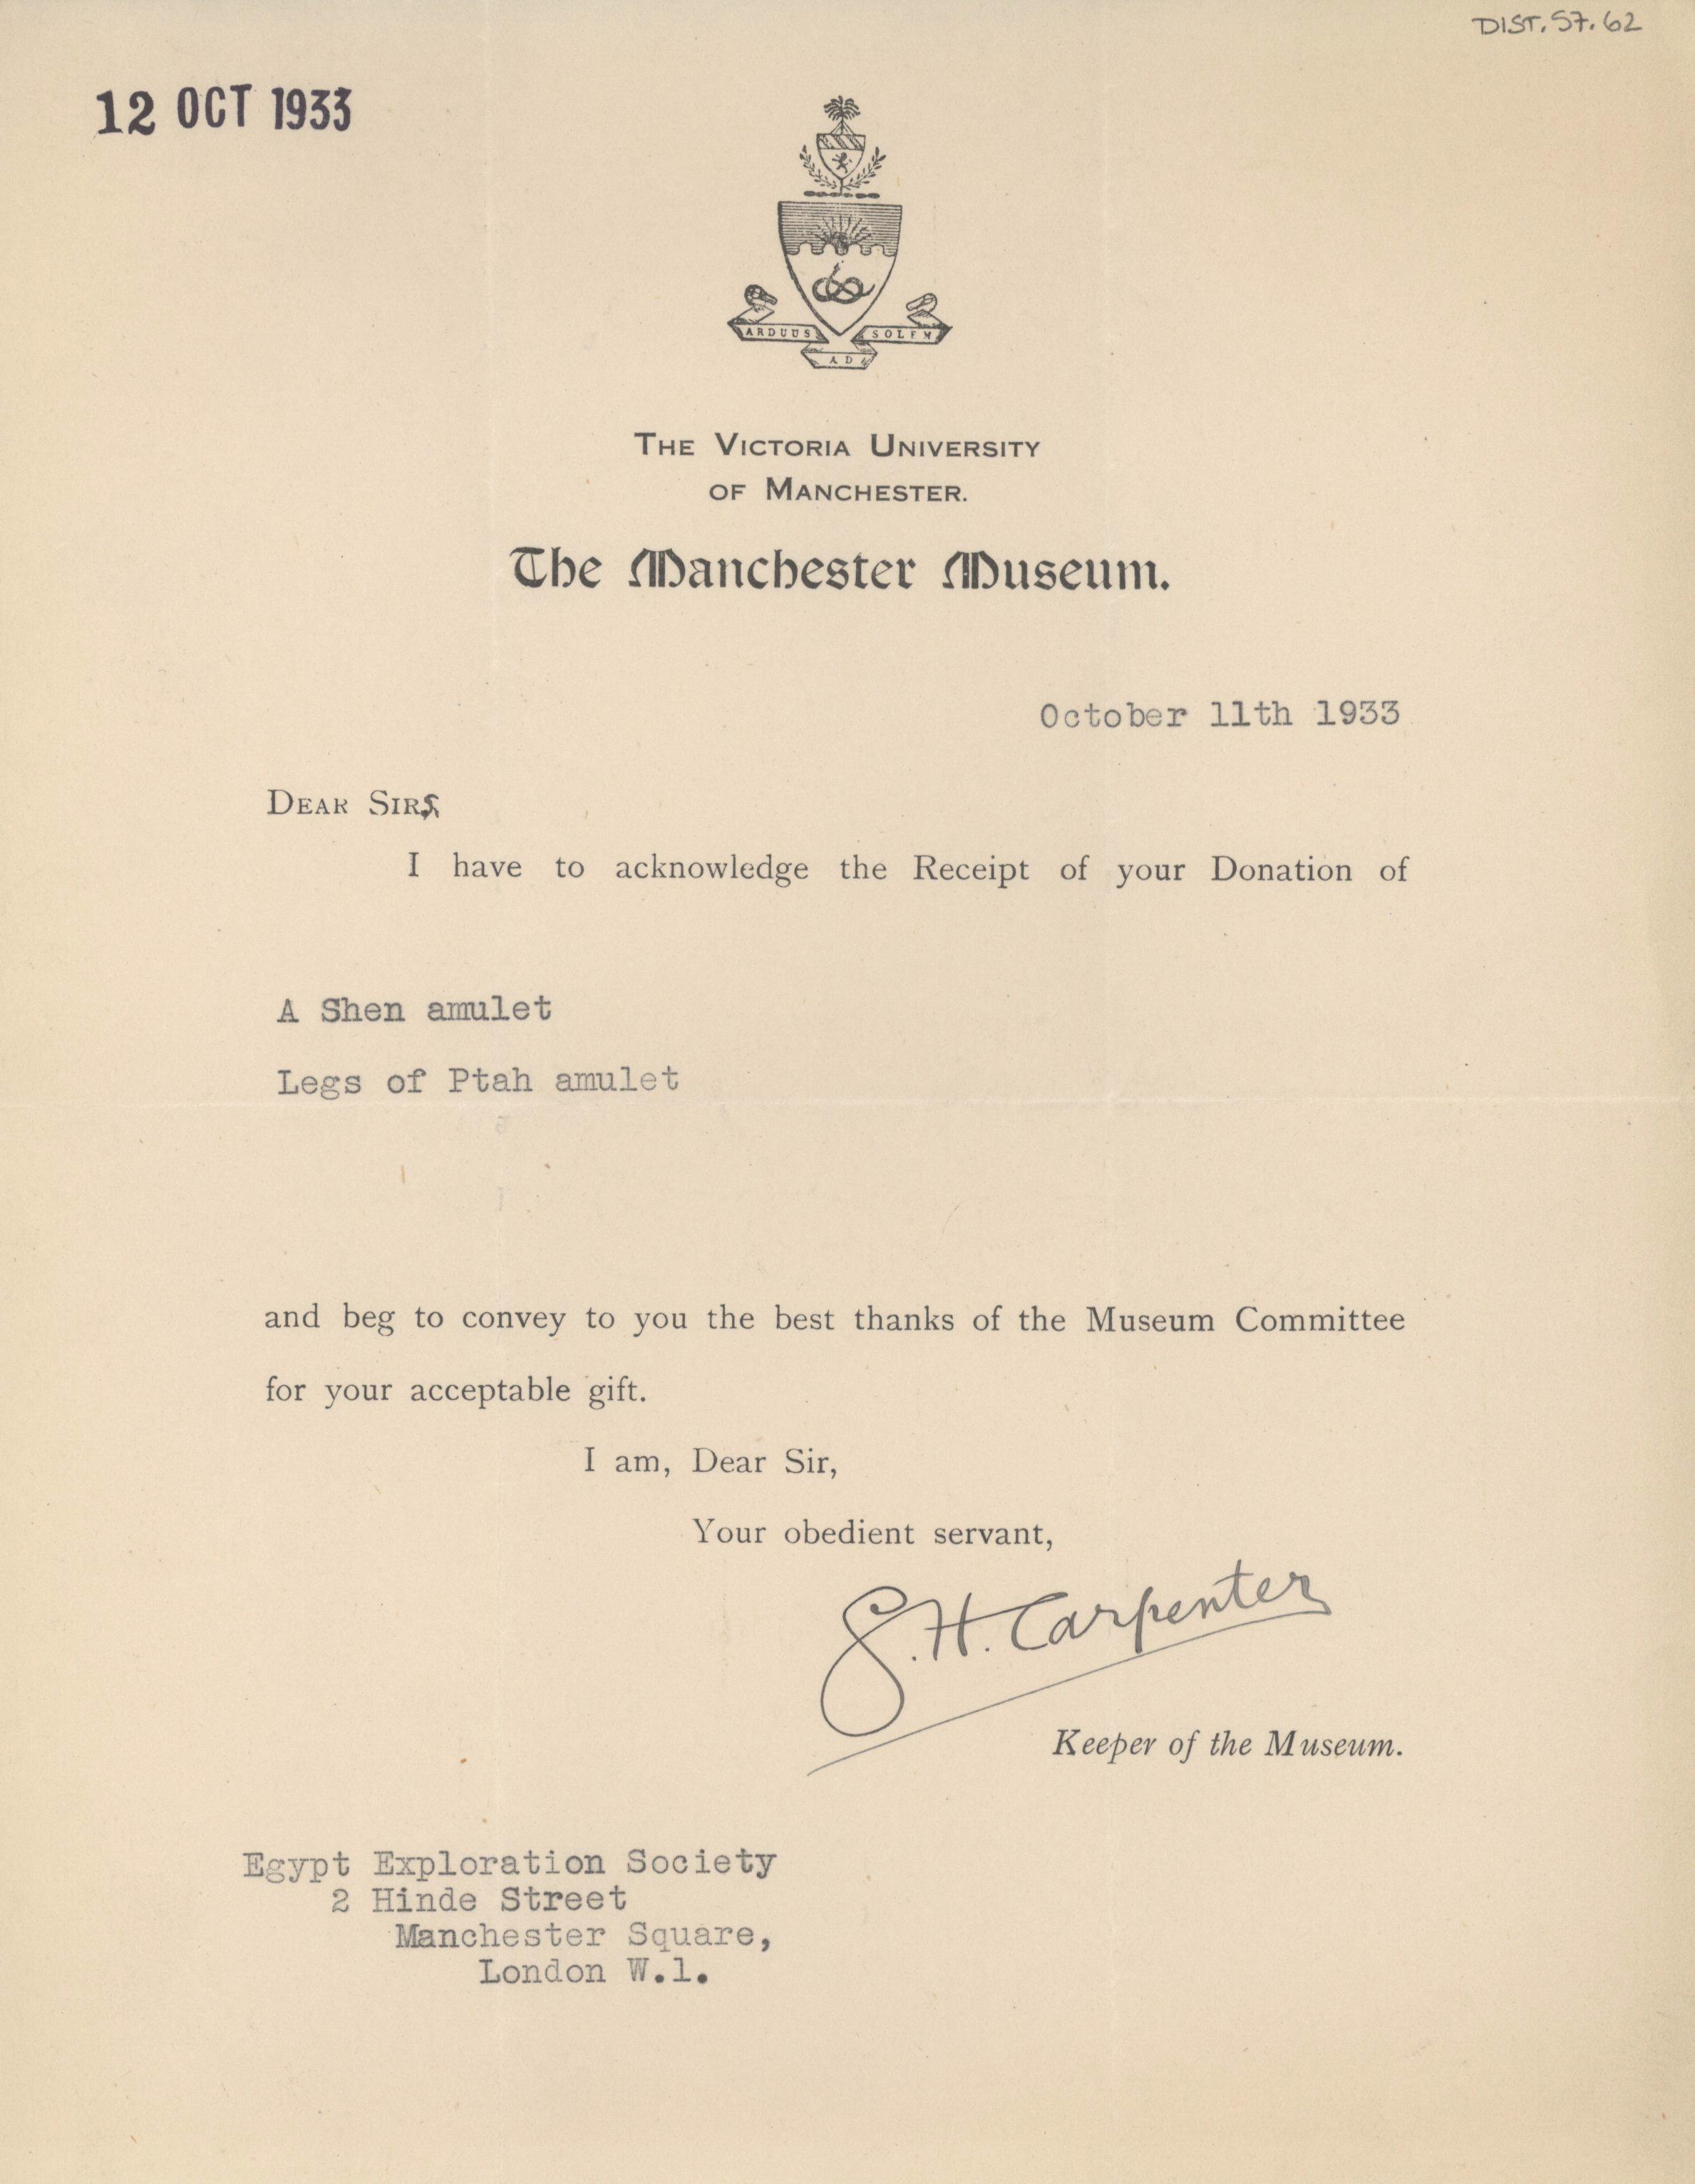 DIST. 57. 62
12 OCT 1933
ARDUUS AD SOLEM
THE VICTORIA UNIVERSITY
OF MANCHESTER.
The Manchester Museum.
October 11th 1933
DEAR SIRS
I have to acknowledge the Receipt of your Donation of
A Shen amulet
Legs of Ptah amulet
and beg to convey to you the best thanks of the Museum Committee
for your acceptable gift.
I am, Dear Sir,
Your obedient servant,
G. H. Carpenter
Keeper of the Museum.
Egypt Exploration Society
2 Hinde Street
Manchester Square,
London W.1.